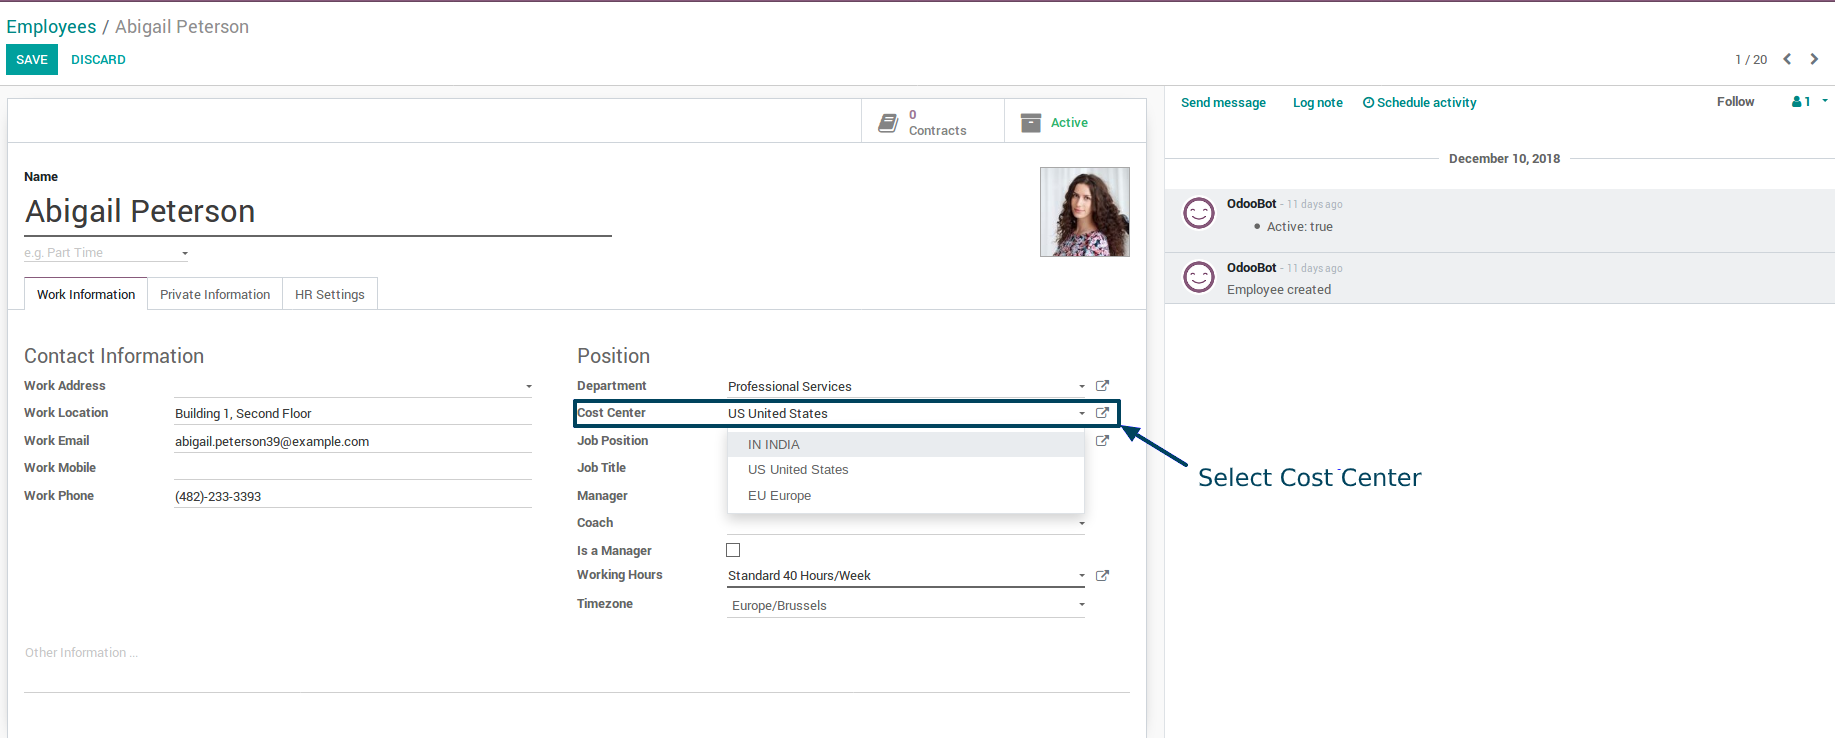 Employees / Abigail Peterson
SAVE DISCARD
1 / 20
0
Contracts
Active
Send message Log note Schedule activity Follow 1
December 10, 2018
Name
Abigail Peterson
e.g. Part Time
OdooBot - 11 days ago
Active: true
OdooBot - 11 days ago
Employee created
Work Information Private Information HR Settings
Contact Information
Work Address
Work Location Building 1, Second Floor
Work Email abigail.peterson39@example.com
Work Mobile
Work Phone (482)-233-3393
Position
Department Professional Services
Cost Center US United States
Job Position
Job Title
Manager
Coach
IN INDIA
US United States
EU Europe
Is a Manager
Working Hours Standard 40 Hours/Week
Timezone Europe/Brussels
Select Cost Center
Other Information ...